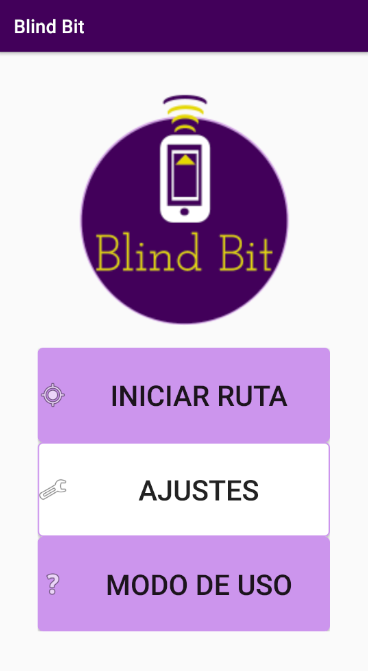 Blind Bit
Blind Bit
INICIAR RUTA
AJUSTES
? MODO DE USO